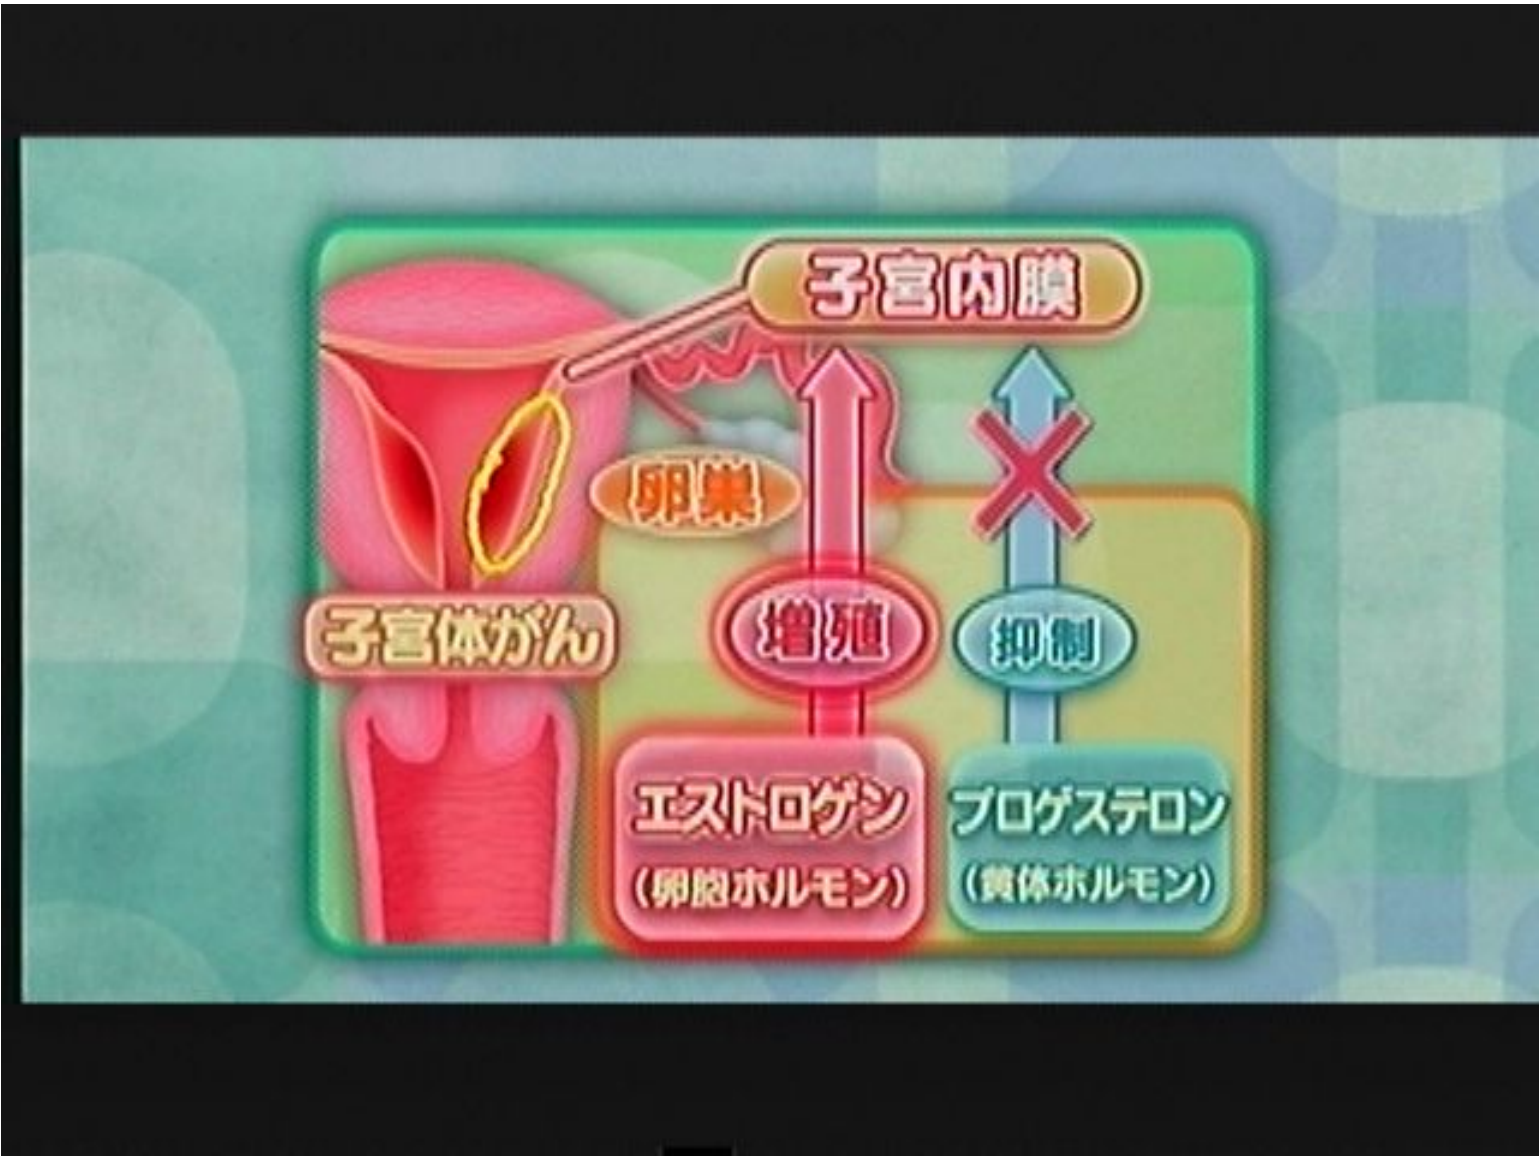 子宮内膜
卵巣
子宮体がん
増殖
抑制
エストロゲン
(卵胞ホルモン)
プロゲステロン
(黄体ホルモン)